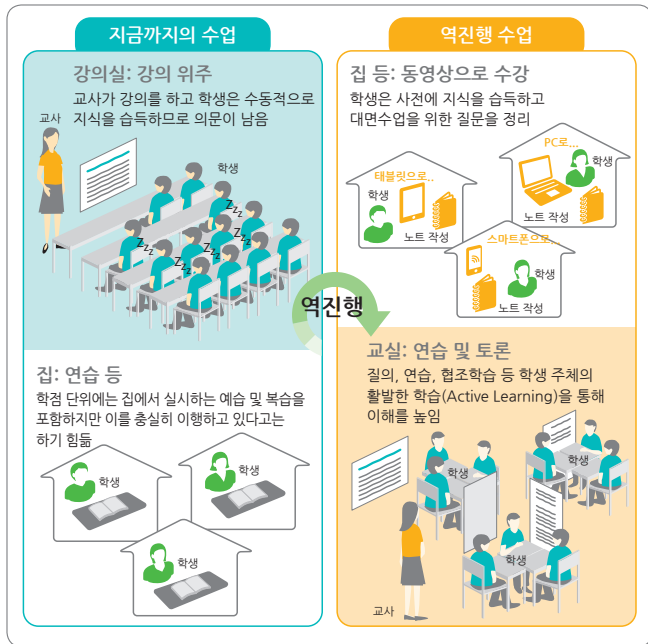 지금까지의 수업
강의실: 강의 위주
교사가 강의를 하고 학생은 수동적으로
지식을 습득하므로 의문이 남음
교사
학생
Zzz
Zzz
Zzz
Zzz
Zzz
집: 연습 등
학점 단위에는 집에서 실시하는 예습 및 복습을
포함하지만 이를 충실히 이행하고 있다고는
하기 힘듦
학생
학생
학생
역진행
역진행 수업
집 등: 동영상으로 수강
학생은 사전에 지식을 습득하고
대면수업을 위한 질문을 정리
PC로...
학생
노트 작성
태블릿으로..
학생
노트 작성
스마트폰으로..
학생
노트 작성
교실: 연습 및 토론
질의, 연습, 협조학습 등 학생 주체의
활발한 학습(Active Learning)을 통해
이해를 높임
학생
학생
학생
교사